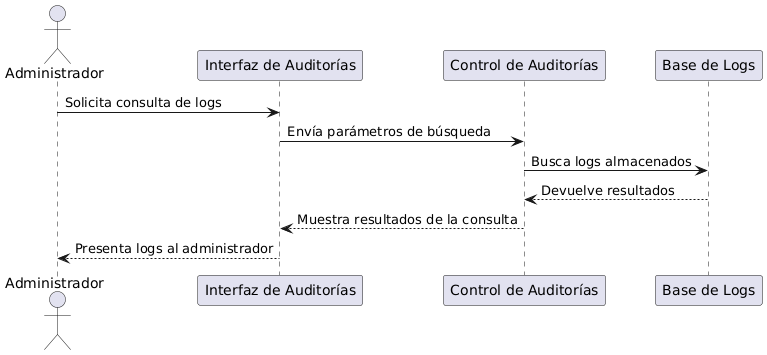 Administrador
Interfaz de Auditorías
Control de Auditorías
Base de Logs
Solicita consulta de logs
Envía parámetros de búsqueda
Busca logs almacenados
Devuelve resultados
Muestra resultados de la consulta
Presenta logs al administrador
Administrador
Interfaz de Auditorías
Control de Auditorías
Base de Logs